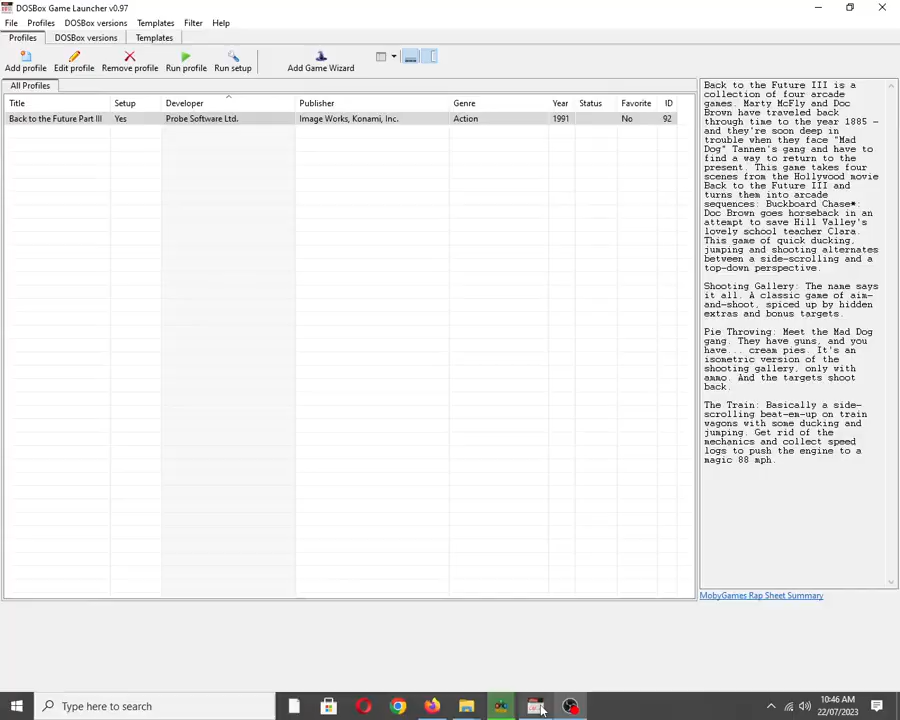 DOSBox Game Launcher v0.97
File Profiles DOSBox versions Templates Filter Help
Profiles DOSBox versions Templates
Add profile Edit profile Remove profile Run profile Run setup Add Game Wizard
All Profiles
Title Setup Developer Publisher Genre Year Status Favorite ID
Back to the Future Part III Yes Probe Software Ltd. Image Works, Konami, Inc. Action 1991 No 92
Back to the Future III is a
collection of four arcade
games. Marty McFly and Doc
Brown have traveled back
through time to the year 1885 -
and they're soon deep in
trouble when they face "Mad
Dog" Tannen's gang and have to
find a way to return to the
present. This game takes four
scenes from the Hollywood movie
Back to the Future III and
turns them into arcade
sequences: Buckboard Chase*:
Doc Brown goes horseback in an
attempt to save Hill Valley's
lovely school teacher Clara.
This game of quick ducking,
jumping and shooting alternates
between a side-scrolling and a
top-down perspective.
Shooting Gallery: The name says
it all. A classic game of aim-
and-shoot, spiced up by hidden
extras and bonus targets.
Pie Throwing: Meet the Mad Dog
gang. They have guns, and you
have... cream pies. It's an
isometric version of the
shooting gallery, only with
ammo. And the targets shoot
back.
The Train: Basically a side-
scrolling beat-em-up on train
wagons with some ducking and
jumping. Get rid of the
mechanics and collect speed
logs to push the engine to a
magic 88 mph.
MobyGames Rap Sheet Summary
Type here to search
10:46 AM
22/07/2023